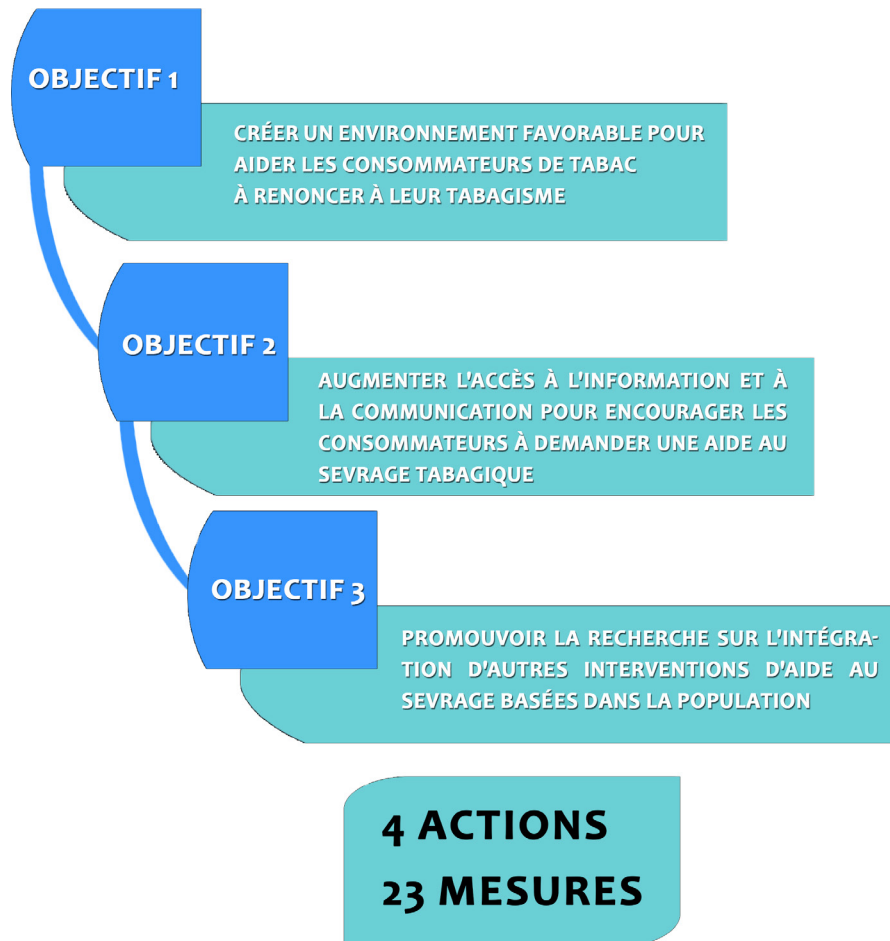 OBJECTIF 1
CRÉER UN ENVIRONNEMENT FAVORABLE POUR
AIDER LES CONSOMMATEURS DE TABAC
À RENONCER À LEUR TABAGISME
OBJECTIF 2
AUGMENTER L'ACCÈS À L'INFORMATION ET À
LA COMMUNICATION POUR ENCOURAGER LES
CONSOMMATEURS À DEMANDER UNE AIDE AU
SEVRAGE TABAGIQUE
OBJECTIF 3
PROMOUVOIR LA RECHERCHE SUR L'INTÉGRA-
TION D'AUTRES INTERVENTIONS D'AIDE AU
SEVRAGE BASÉES DANS LA POPULATION
4 ACTIONS
23 MESURES